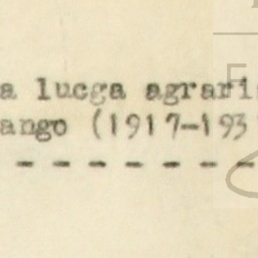 a lucga agrari
ango (1917-193
- - - - - - -